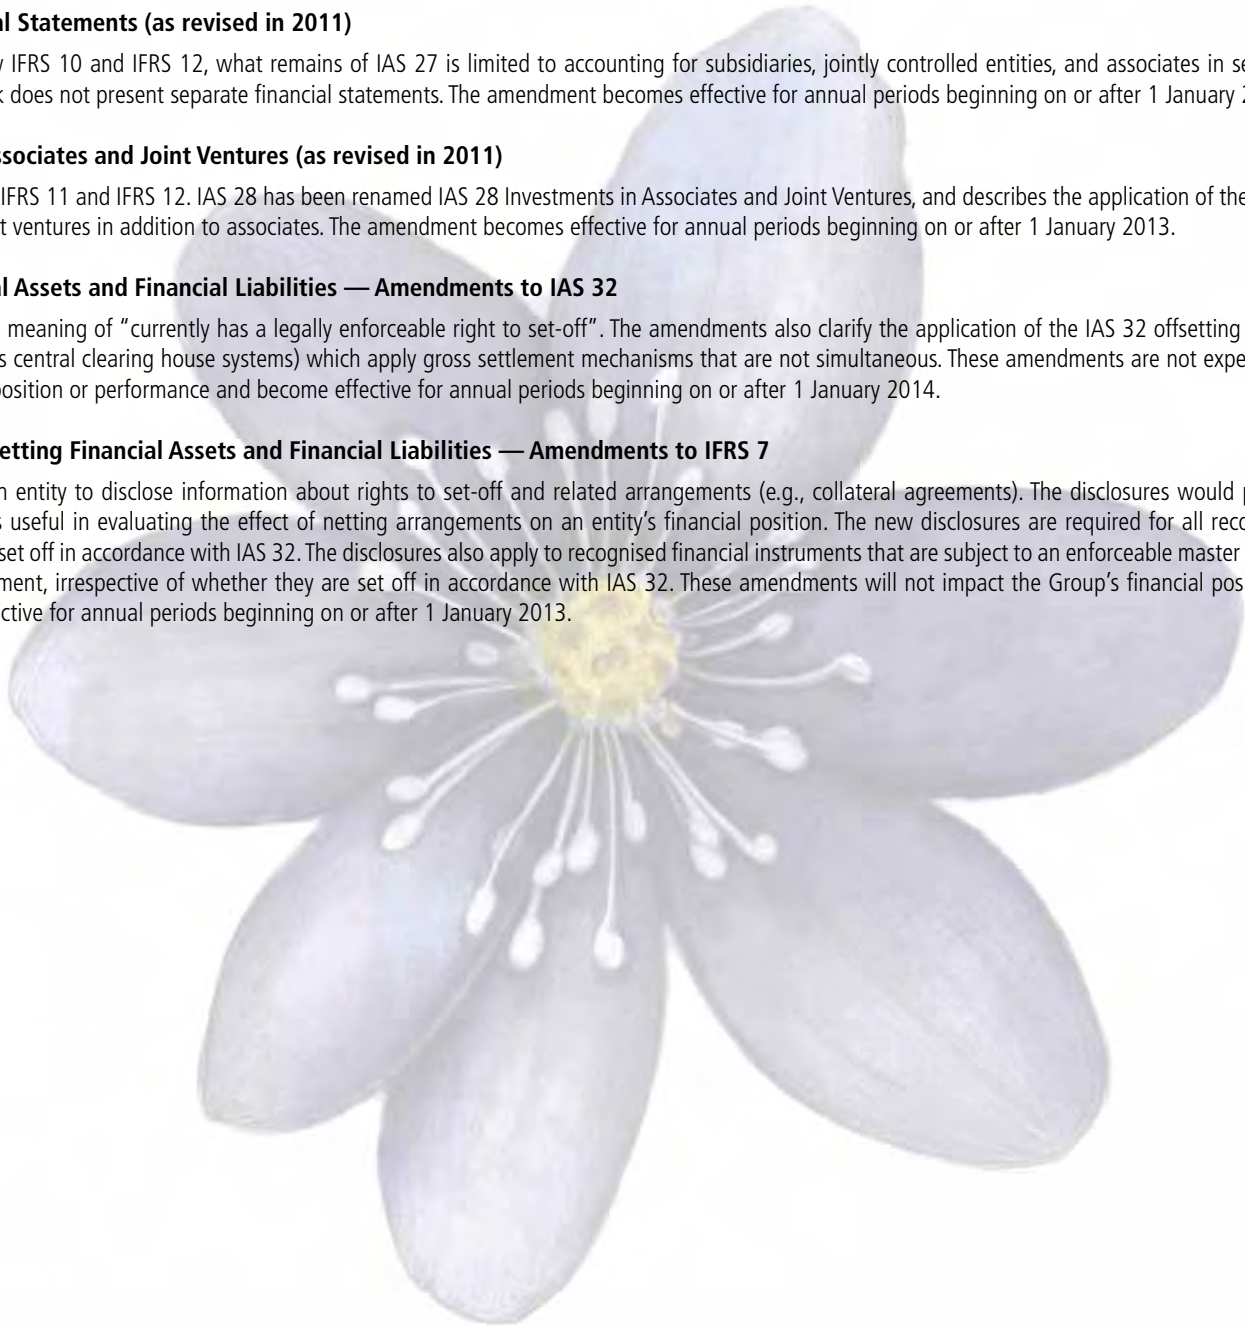 al Statements (as revised in 2011)
y IFRS 10 and IFRS 12, what remains of IAS 27 is limited to accounting for subsidiaries, jointly controlled entities, and associates in se
k does not present separate financial statements. The amendment becomes effective for annual periods beginning on or after 1 January 2
ssociates and Joint Ventures (as revised in 2011)
IFRS 11 and IFRS 12. IAS 28 has been renamed IAS 28 Investments in Associates and Joint Ventures, and describes the application of the
t ventures in addition to associates. The amendment becomes effective for annual periods beginning on or after 1 January 2013.
al Assets and Financial Liabilities — Amendments to IAS 32
meaning of “currently has a legally enforceable right to set-off”. The amendments also clarify the application of the IAS 32 offsetting
s central clearing house systems) which apply gross settlement mechanisms that are not simultaneous. These amendments are not expe
position or performance and become effective for annual periods beginning on or after 1 January 2014.
etting Financial Assets and Financial Liabilities — Amendments to IFRS 7
n entity to disclose information about rights to set-off and related arrangements (e.g., collateral agreements). The disclosures would p
s useful in evaluating the effect of netting arrangements on an entity’s financial position. The new disclosures are required for all reco
set off in accordance with IAS 32. The disclosures also apply to recognised financial instruments that are subject to an enforceable master
ment, irrespective of whether they are set off in accordance with IAS 32. These amendments will not impact the Group’s financial pos
ctive for annual periods beginning on or after 1 January 2013.